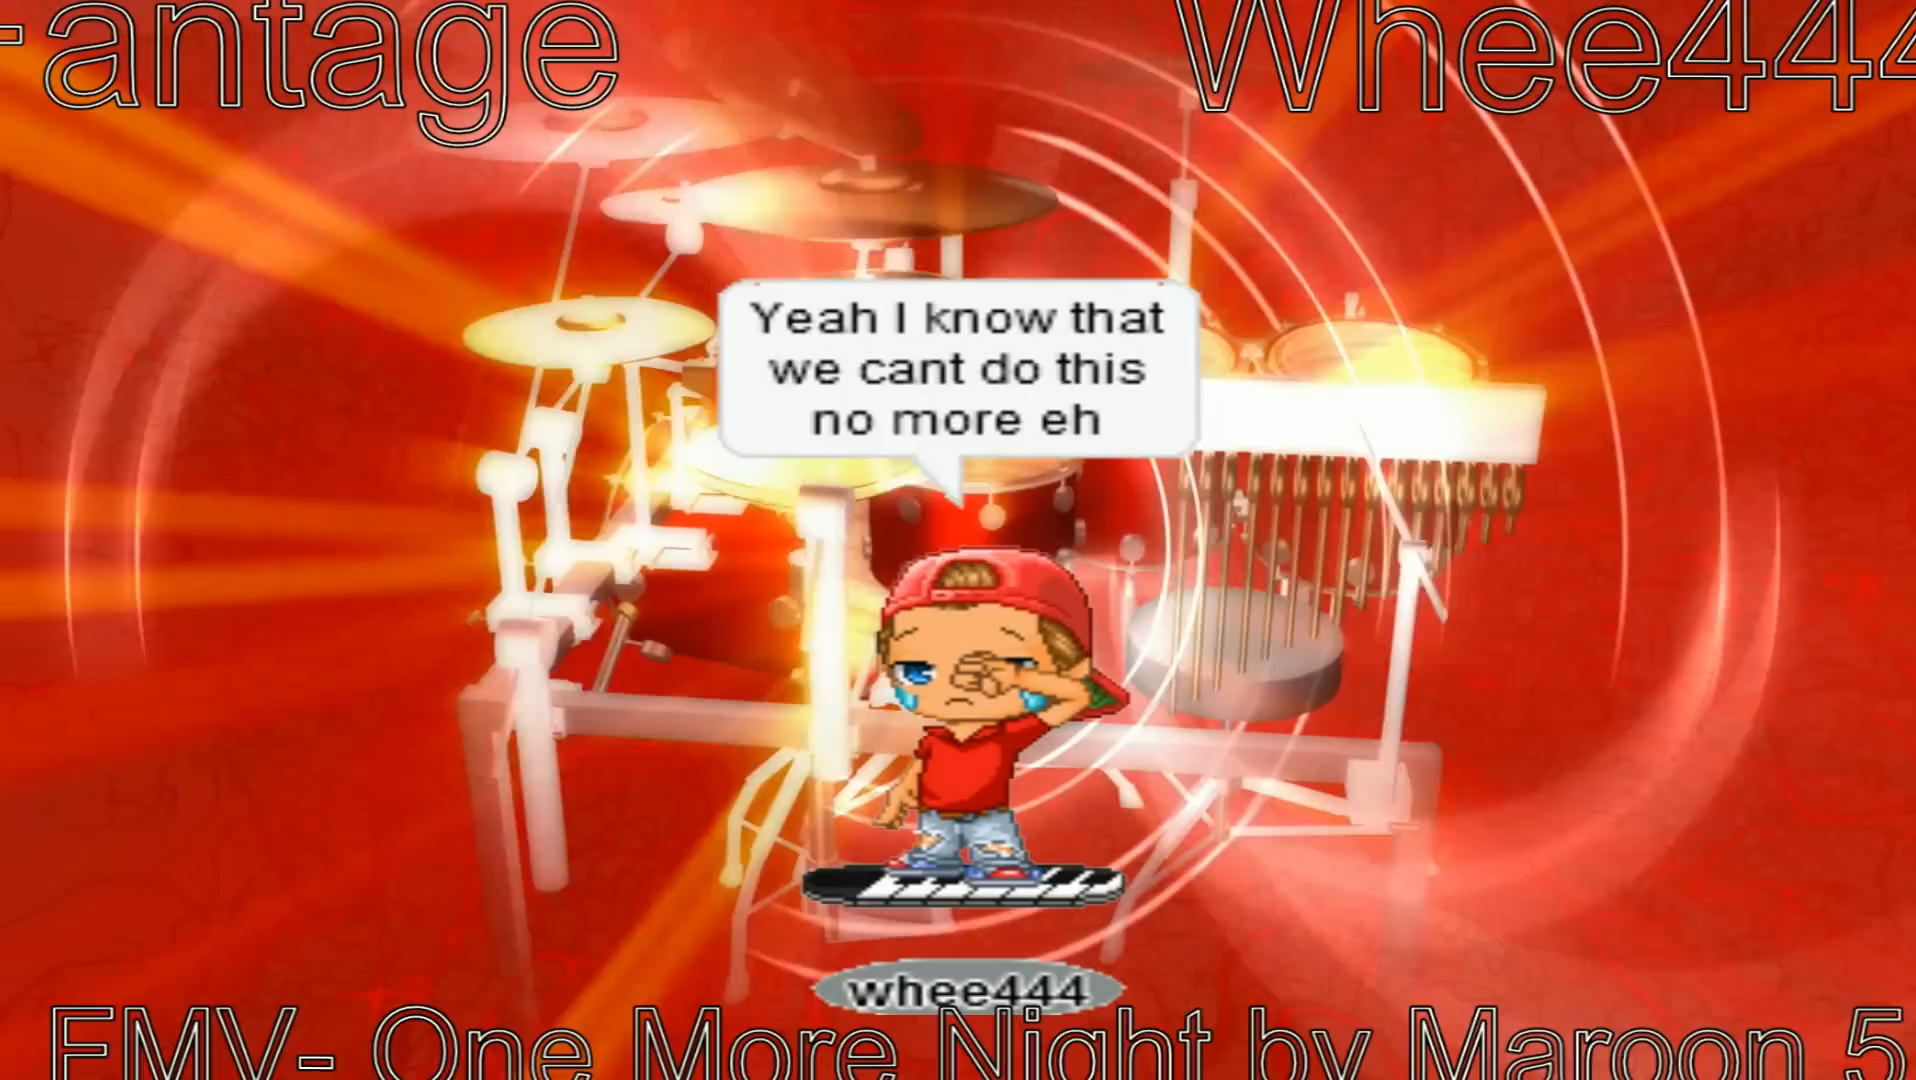 -antage
Whee444
Yeah I know that
we cant do this
no more eh
whee444
FMV- One More Night by Maroon 5